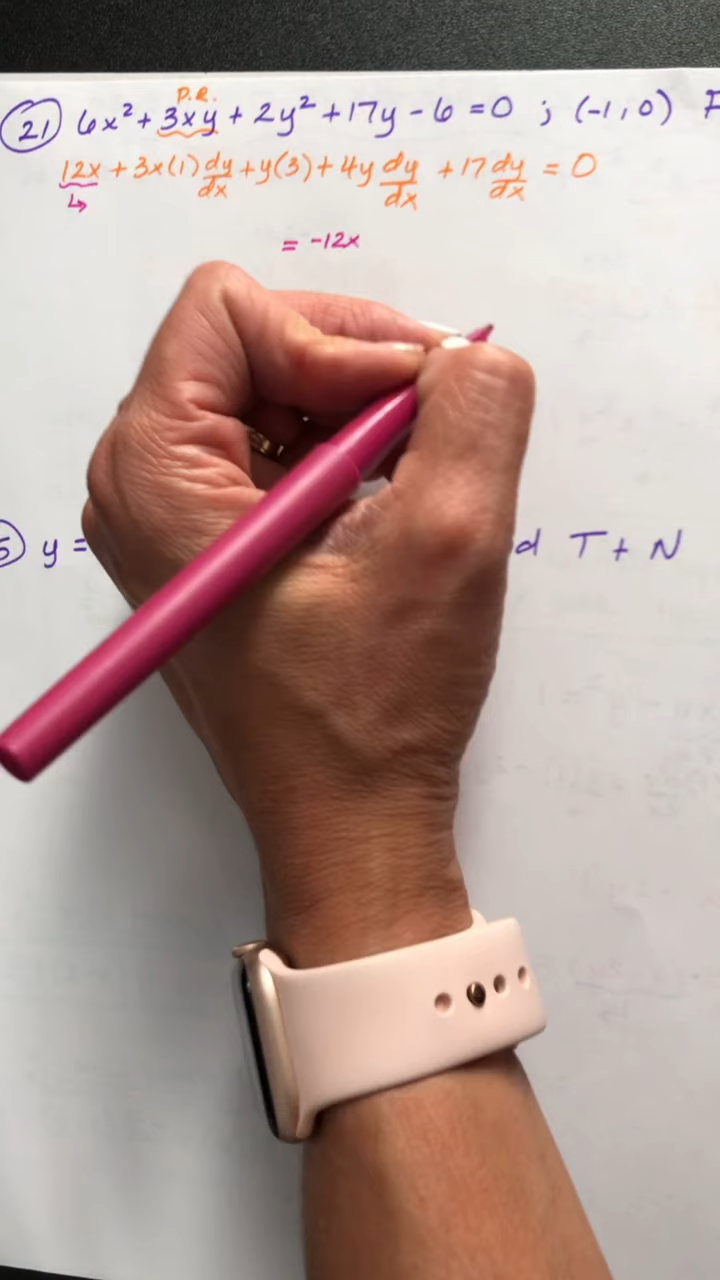 P.R.
21) 6x² + 3xy + 2y² + 17y - 6 = 0 ; (-1, 0) F
12x + 3x(1) dy/dx + y(3) + 4y dy/dx + 17 dy/dx = 0
↳
= -12x
5) y = d T + N